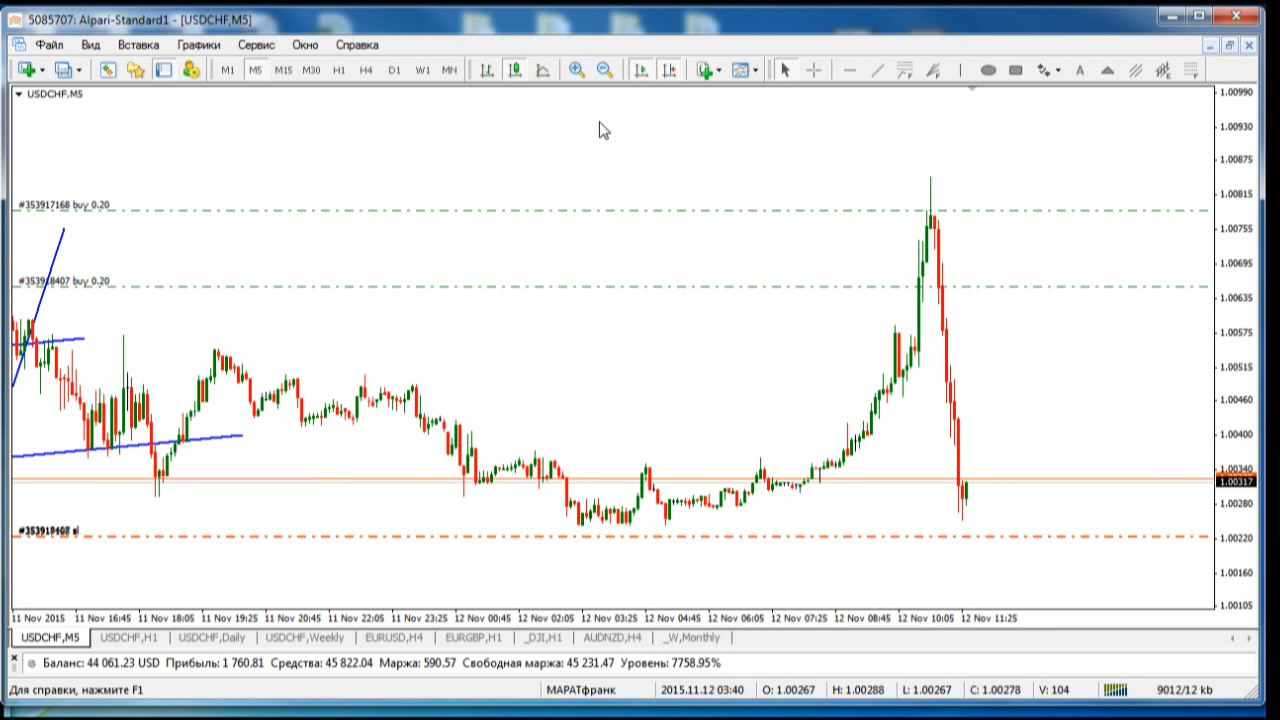 5085707: Alpari-Standard1 - [USDCHF,M5]
Файл Вид Вставка Графики Сервис Окно Справка
M1 M5 M15 M30 H1 H4 D1 W1 MN A
USDCHF,M5
1.00990
1.00930
1.00875
1.00815
#353917168 buy 0.20
1.00755
#353918407 buy 0.20
1.00695
1.00635
1.00575
1.00515
1.00460
1.00400
1.00340
1.00317
1.00280
1.00220
1.00160
1.00105
11 Nov 2015 11 Nov 16:45 11 Nov 18:05 11 Nov 19:25 11 Nov 20:45 11 Nov 22:05 11 Nov 23:25 12 Nov 00:45 12 Nov 02:05 12 Nov 03:25 12 Nov 04:45 12 Nov 06:05 12 Nov 07:25 12 Nov 08:45 12 Nov 10:05 12 Nov 11:25
USDCHF,M5 USDCHF,H1 USDCHF,Daily USDCHF,Weekly EURUSD,H4 EURGBP,H1 _DJI,H1 AUDNZD,H4 _W,Monthly
Баланс: 44 061.23 USD Прибыль: 1 760.81 Средства: 45 822.04 Маржа: 590.57 Свободная маржа: 45 231.47 Уровень: 7758.95%
Для справки, нажмите F1 МАРАТфранк 2015.11.12 03:40 O: 1.00267 H: 1.00288 L: 1.00267 C: 1.00278 V: 104 9012/12 kb